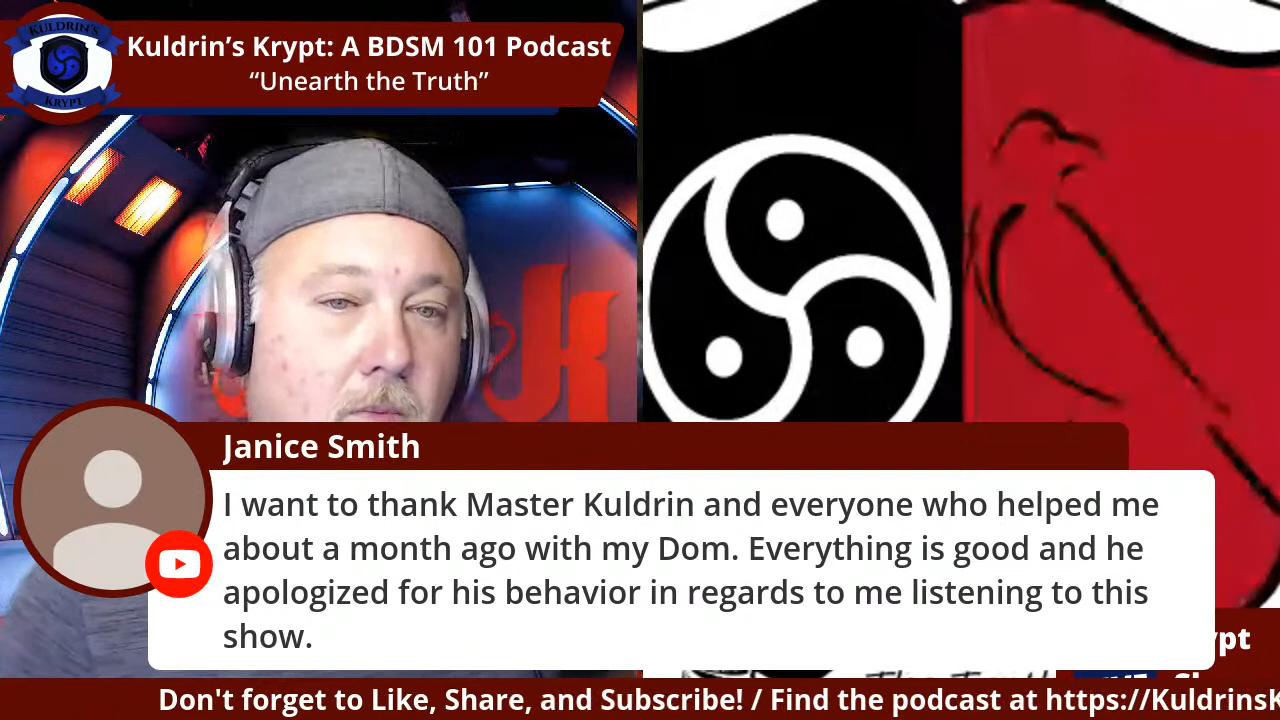 KULDRIN'S
KRYPT
Kuldrin’s Krypt: A BDSM 101 Podcast
“Unearth the Truth”
Janice Smith
I want to thank Master Kuldrin and everyone who helped me
about a month ago with my Dom. Everything is good and he
apologized for his behavior in regards to me listening to this
show.
Don't forget to Like, Share, and Subscribe! / Find the podcast at https://KuldrinsK